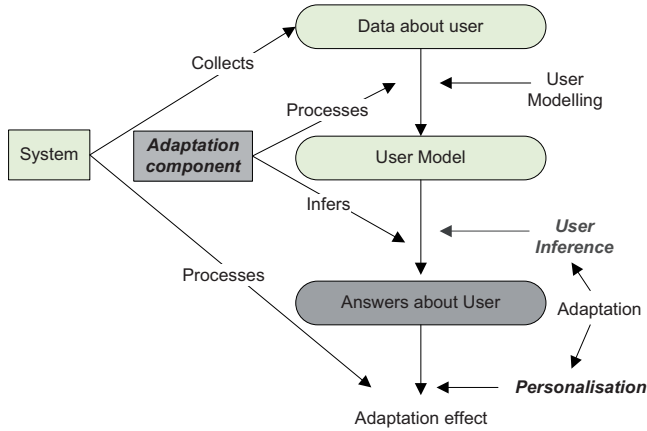 Data about user
Collects
User
Modelling
Processes
System
Adaptation
component
User Model
Infers
User
Inference
Processes
Answers about User
Adaptation
Personalisation
Adaptation effect